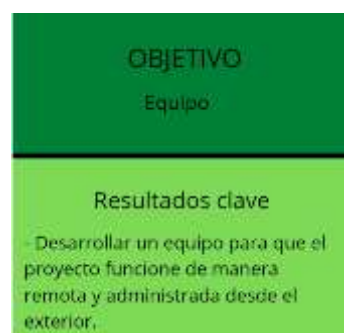 OBJETIVO
Equipo
Resultados clave
- Desarrollar un equipo para que el
proyecto funcione de manera
remota y administrada desde el
exterior.